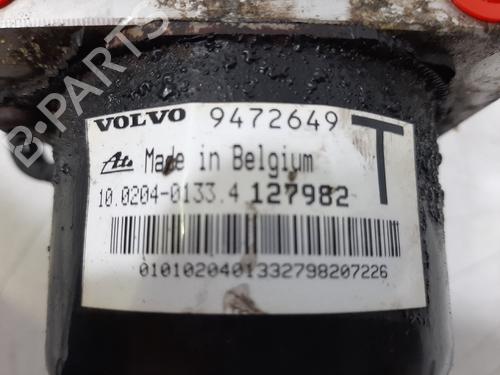 VOLVO 9472649 T
Ate Made in Belgium
10.0204-0133.4 127982
0101020401332798207226
B-PARTS